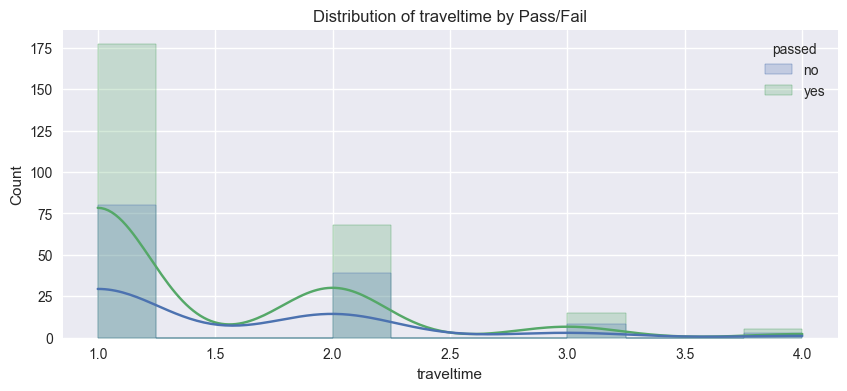 Distribution of traveltime by Pass/Fail
passed
no
yes
Count
175
150
125
100
75
50
25
0
1.0 1.5 2.0 2.5 3.0 3.5 4.0
traveltime